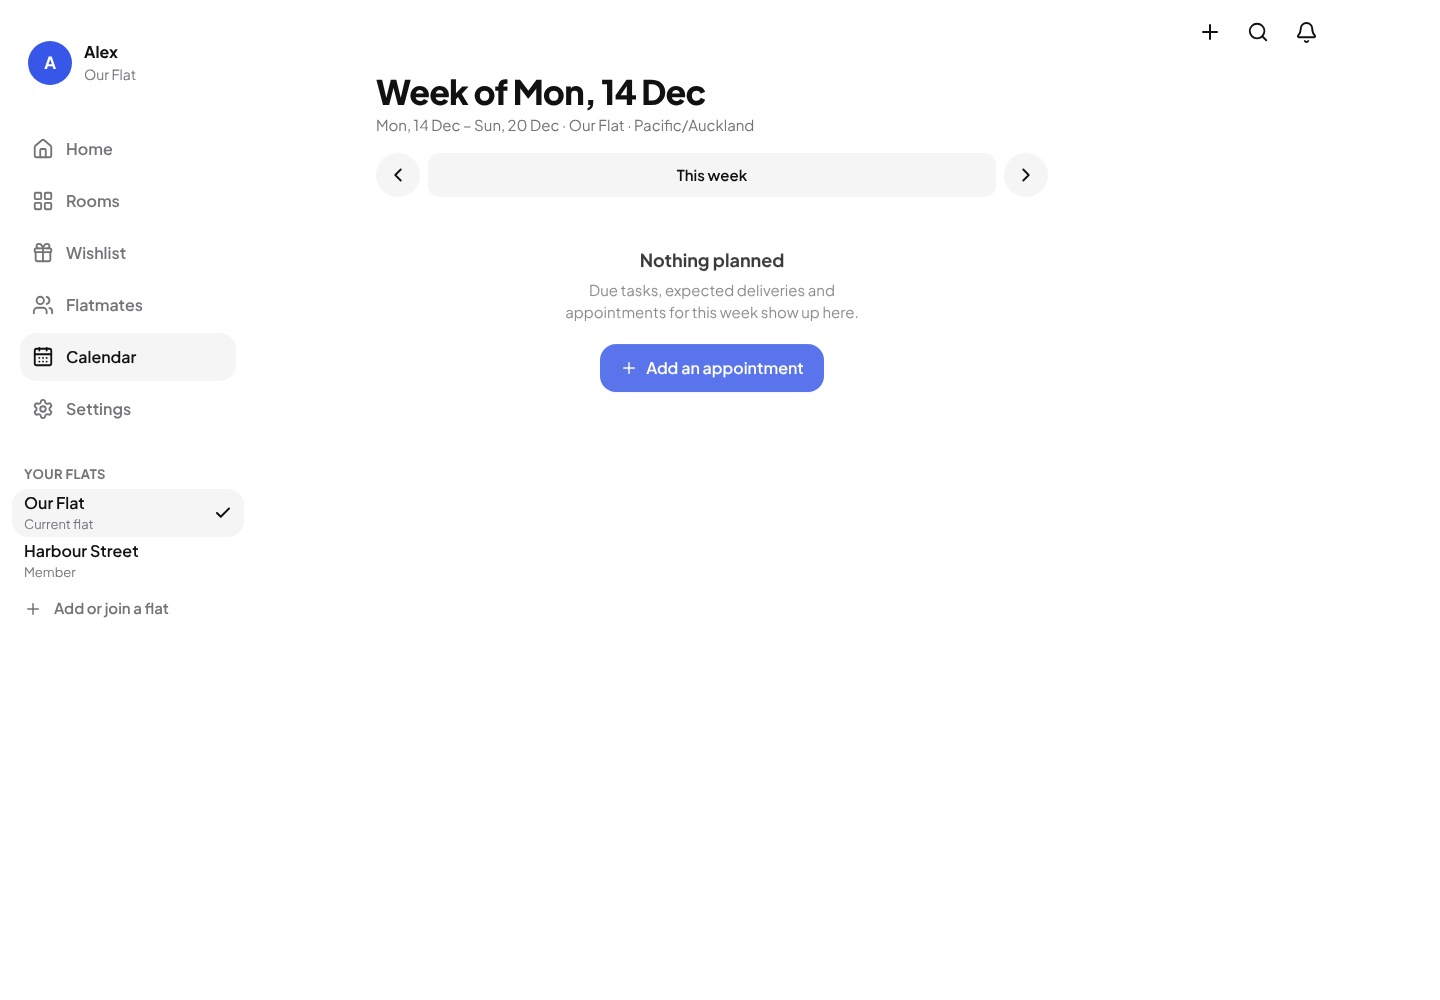 A
Alex
Our Flat
Home
Rooms
Wishlist
Flatmates
Calendar
Settings
YOUR FLATS
Our Flat
Current flat
Harbour Street
Member
Add or join a flat
Week of Mon, 14 Dec
Mon, 14 Dec – Sun, 20 Dec · Our Flat · Pacific/Auckland
This week
Nothing planned
Due tasks, expected deliveries and
appointments for this week show up here.
Add an appointment